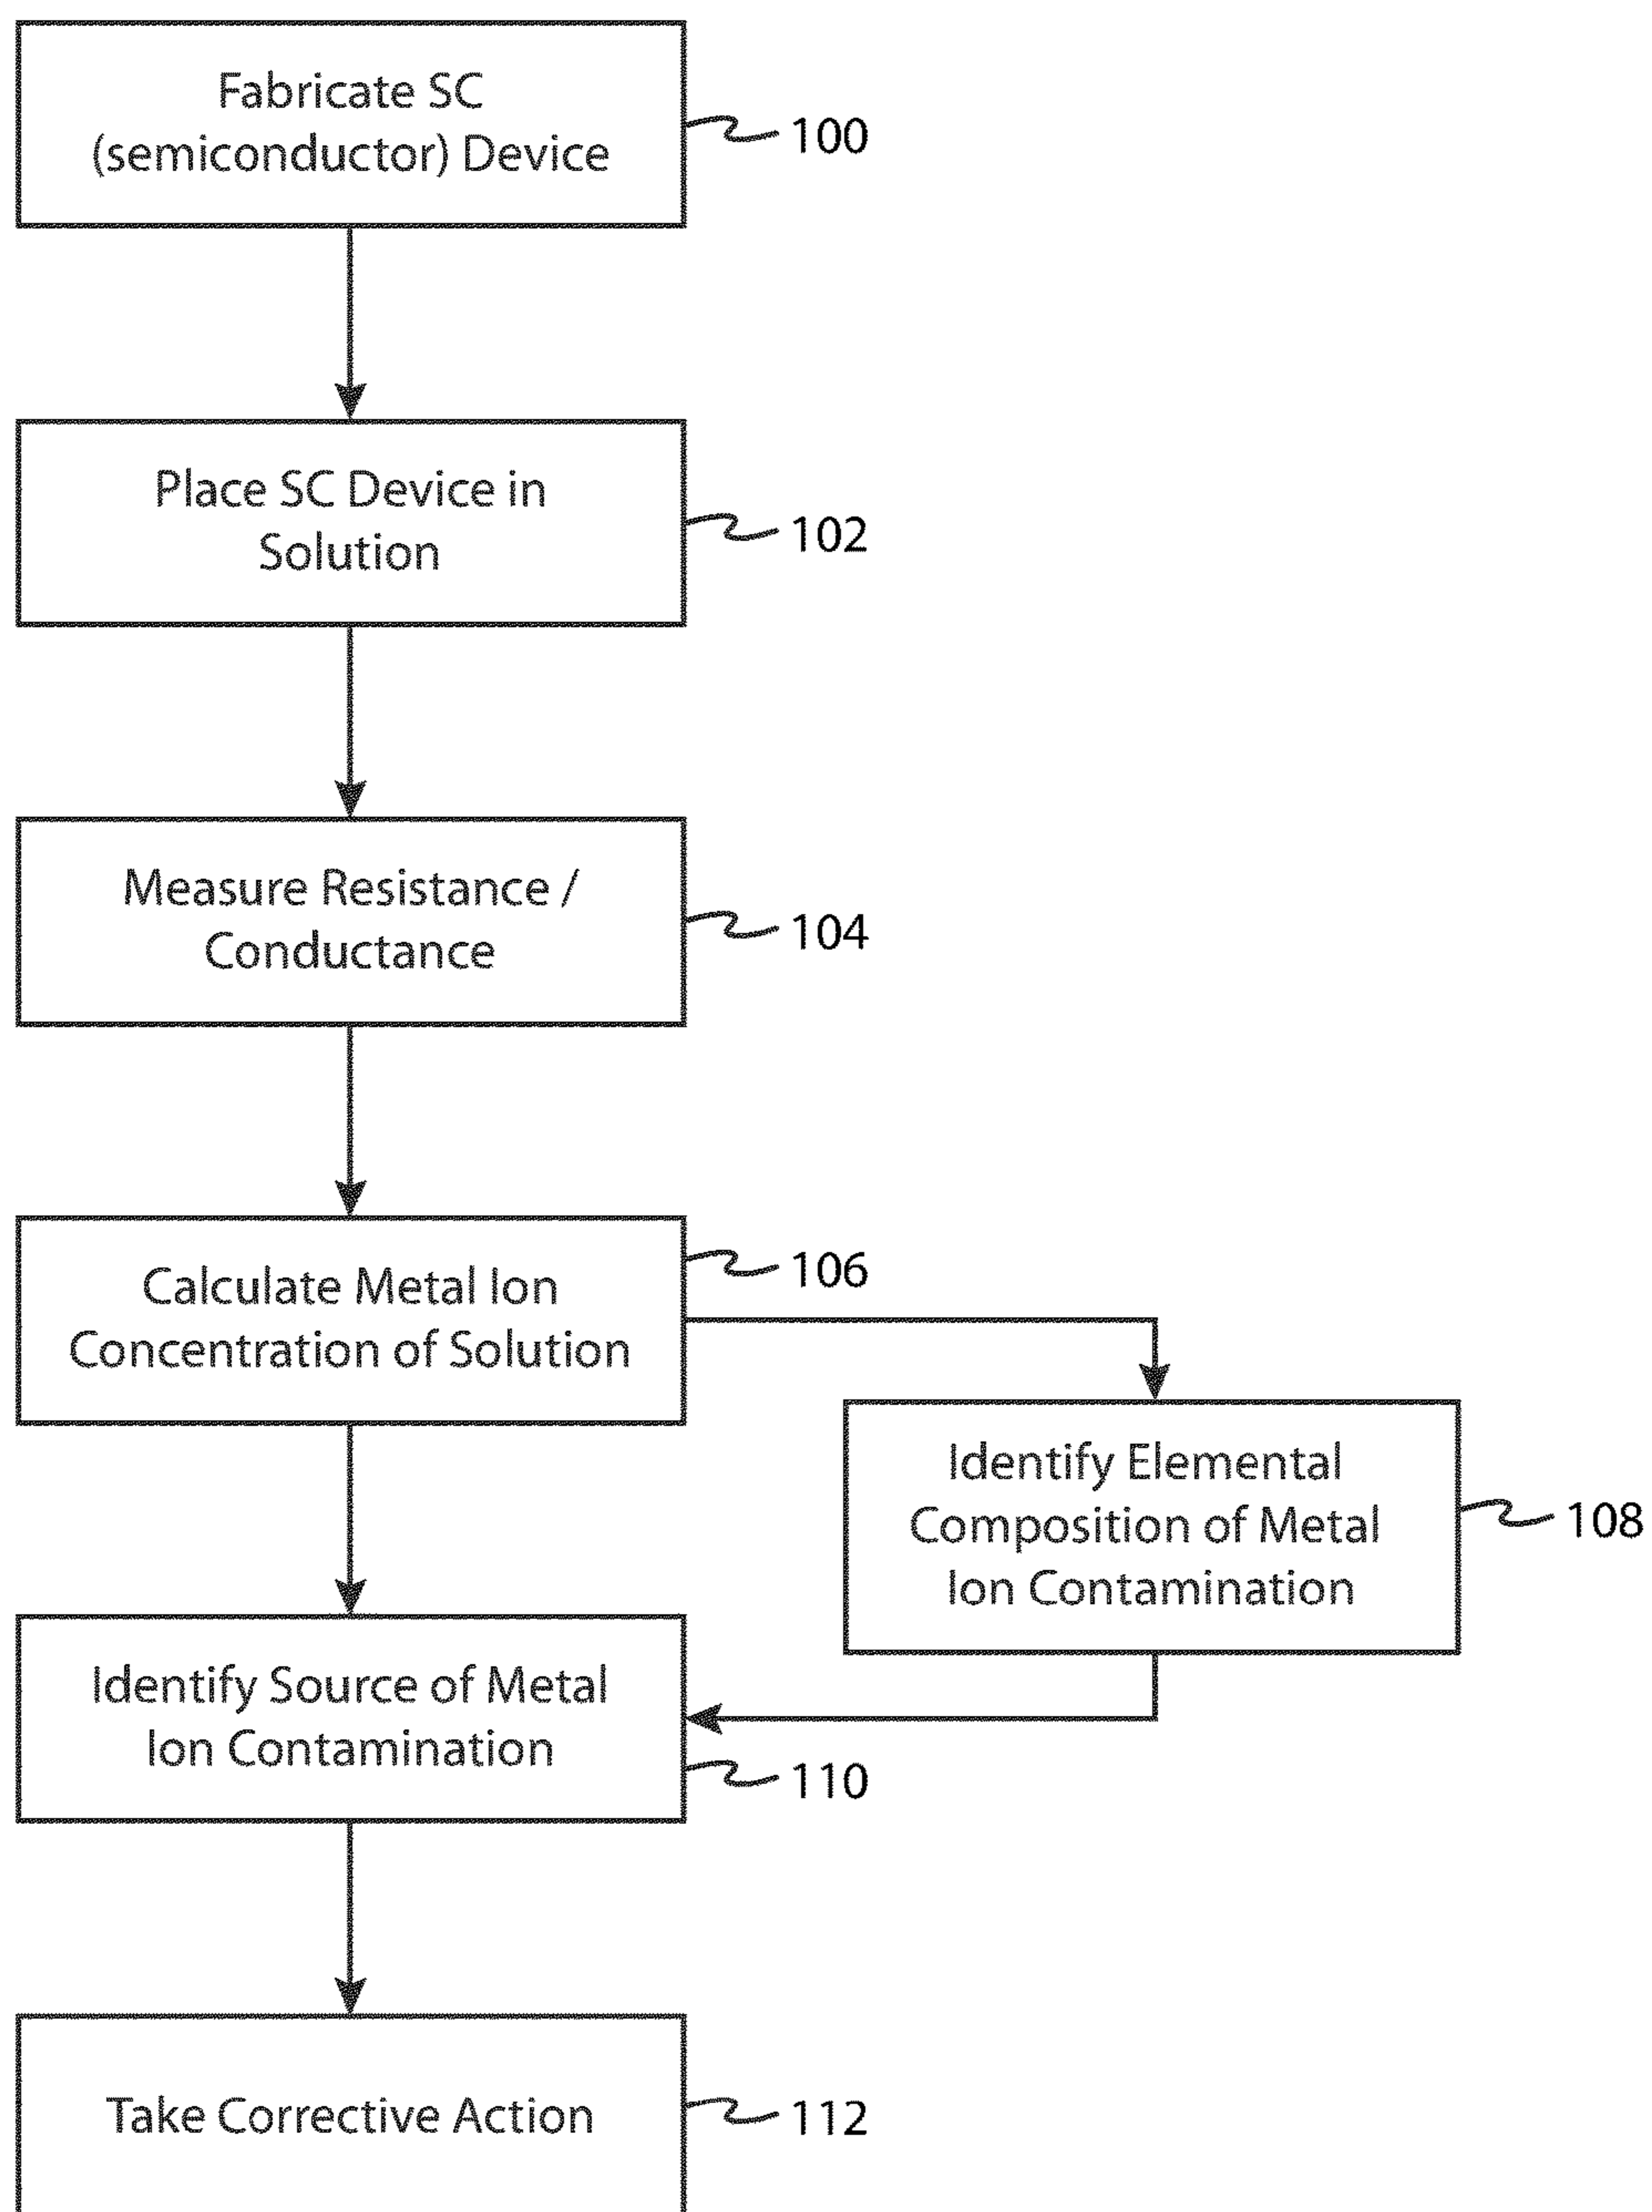 Fabricate SC
(semiconductor) Device
100
Place SC Device in
Solution
102
Measure Resistance /
Conductance
104
Calculate Metal Ion
Concentration of Solution
106
Identify Elemental
Composition of Metal
Ion Contamination
108
Identify Source of Metal
Ion Contamination
110
Take Corrective Action
112